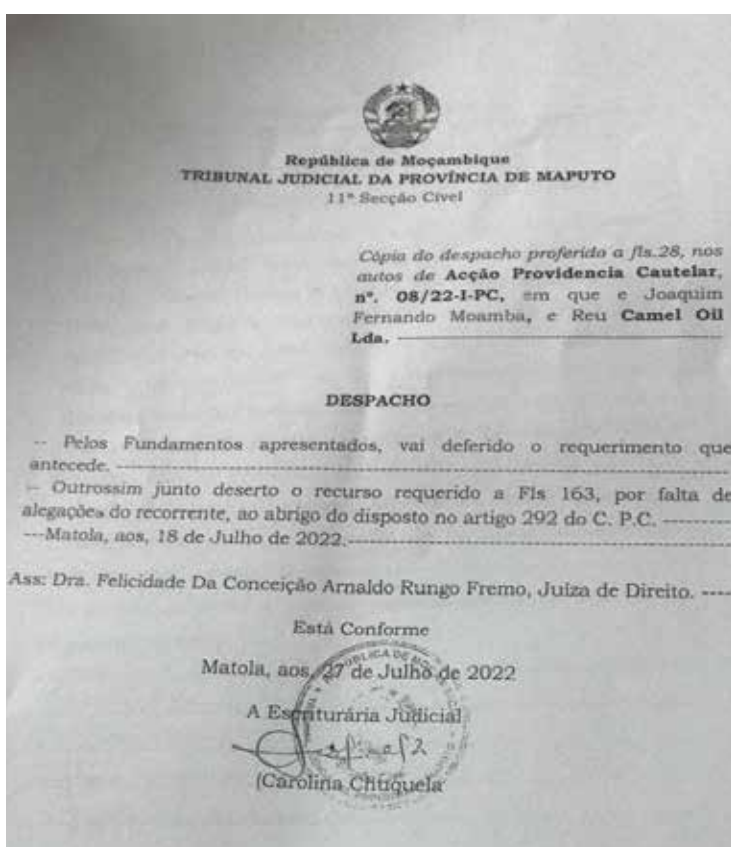 República de Moçambique
TRIBUNAL JUDICIAL DA PROVÍNCIA DE MAPUTO
11ª Secção Cível
Cópia do despacho proferido a fls.28, nos
autos de Acção Providencia Cautelar,
nº. 08/22-I-PC, em que e Joaquim
Fernando Moamba, e Reu Camel Oil
Lda. ---
DESPACHO
-- Pelos Fundamentos apresentados, vai deferido o requerimento que
antecede. ---
-- Outrossim junto deserto o recurso requerido a Fls 163, por falta de
alegações do recorrente, ao abrigo do disposto no artigo 292 do C. P.C. ---
---Matola, aos, 18 de Julho de 2022.---
Ass: Dra. Felicidade Da Conceição Arnaldo Rungo Fremo, Juíza de Direito. ----
Está Conforme
Matola, aos, 27 de Julho de 2022
A Escriturária Judicial
(Carolina Chuquela